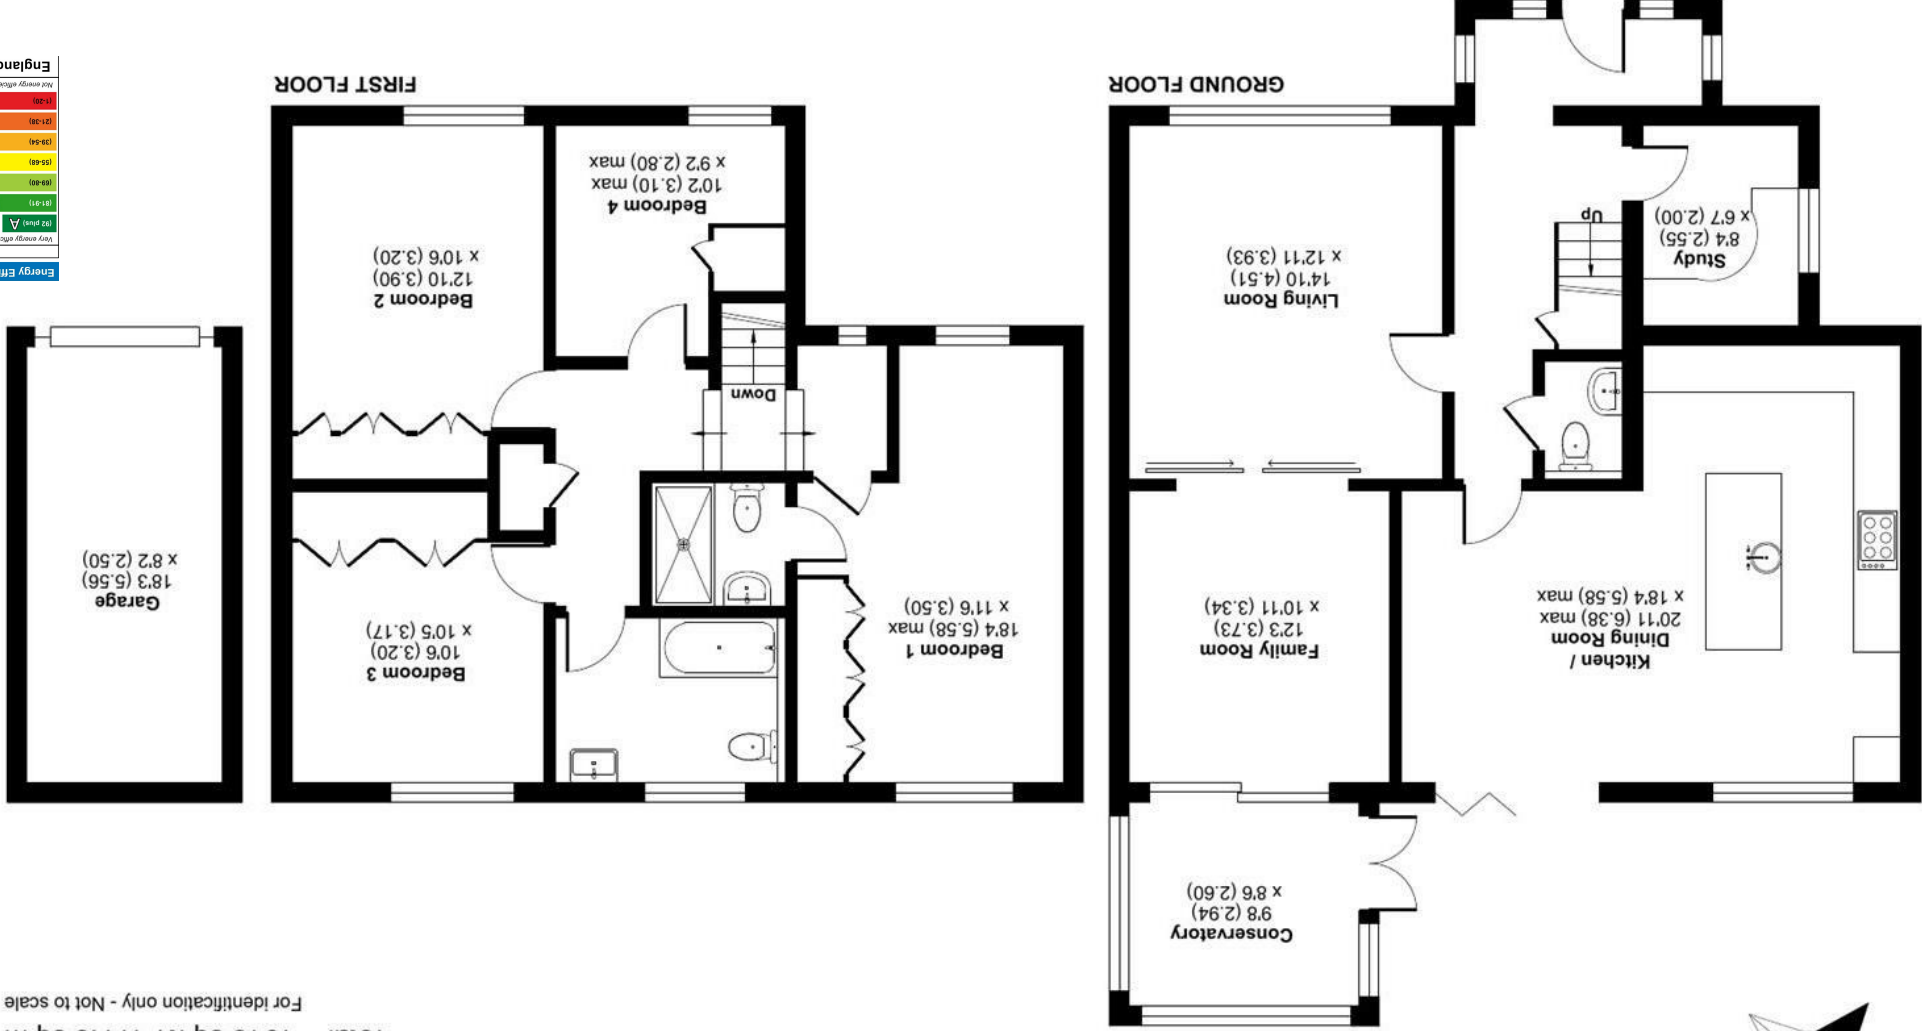 For identification only - Not to scale
Conservatory
9'8 (2.94)
x 8'6 (2.60)
Kitchen /
Dining Room
20'11 (6.38) max
x 18'4 (5.58) max
Family Room
12'3 (3.73)
x 10'11 (3.34)
Living Room
14'10 (4.51)
x 12'11 (3.93)
Study
8'4 (2.55)
x 6'7 (2.00)
Up
GROUND FLOOR
Bedroom 1
18'4 (5.58) max
x 11'6 (3.50)
Bedroom 3
10'6 (3.20)
x 10'5 (3.17)
Down
Bedroom 2
12'10 (3.90)
x 10'6 (3.20)
Bedroom 4
10'2 (3.10) max
x 9'2 (2.80) max
FIRST FLOOR
Garage
18'3 (5.56)
x 8'2 (2.50)
Energy Effi
Very energy effic
(92 plus) A
(81-91)
(69-80)
(55-68)
(39-54)
(21-38)
(1-20)
Not energy efficie
England